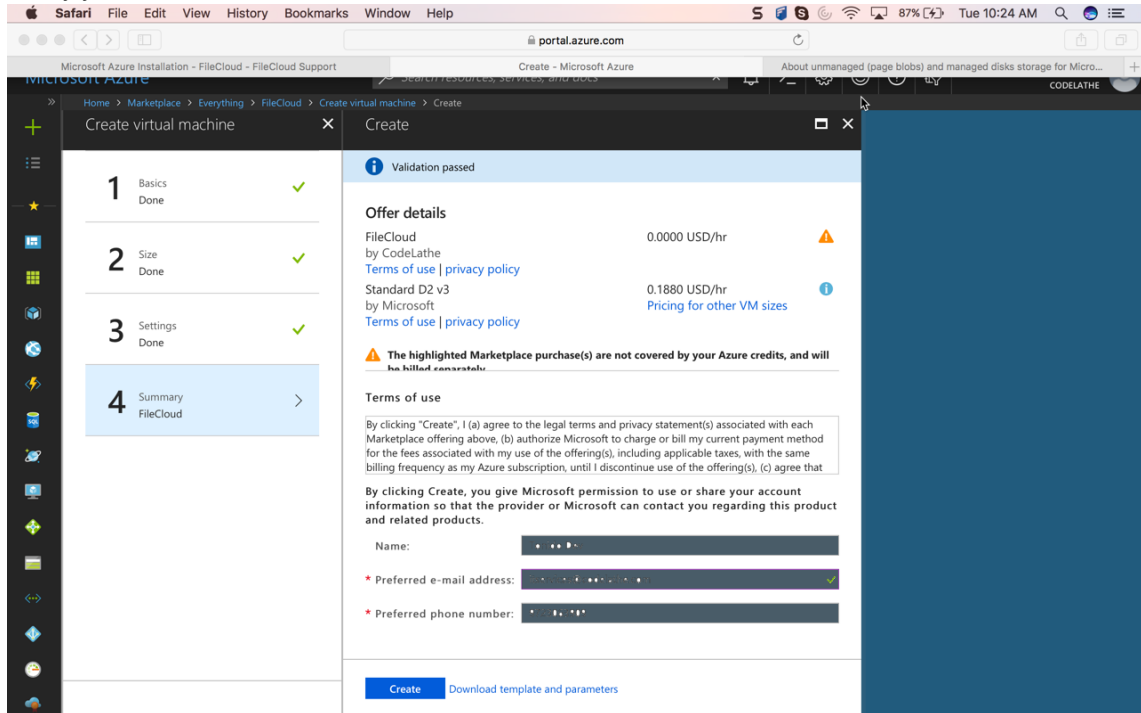 Safari File Edit View History Bookmarks Window Help 87% Tue 10:24 AM
portal.azure.com
Microsoft Azure Installation - FileCloud - FileCloud Support Create - Microsoft Azure About unmanaged (page blobs) and managed disks storage for Micro...
Microsoft Azure Search resources, services, and docs CODELATHE
Home > Marketplace > Everything > FileCloud > Create virtual machine > Create
Create virtual machine
1 Basics
Done
2 Size
Done
3 Settings
Done
4 Summary
FileCloud
Create
Validation passed
Offer details
FileCloud 0.0000 USD/hr
by CodeLathe
Terms of use | privacy policy
Standard D2 v3 0.1880 USD/hr
by Microsoft Pricing for other VM sizes
Terms of use | privacy policy
The highlighted Marketplace purchase(s) are not covered by your Azure credits, and will
be billed separately
Terms of use
By clicking "Create", I (a) agree to the legal terms and privacy statement(s) associated with each
Marketplace offering above, (b) authorize Microsoft to charge or bill my current payment method
for the fees associated with my use of the offering(s), including applicable taxes, with the same
billing frequency as my Azure subscription, until I discontinue use of the offering(s), (c) agree that
By clicking Create, you give Microsoft permission to use or share your account
information so that the provider or Microsoft can contact you regarding this product
and related products.
Name:
* Preferred e-mail address:
* Preferred phone number:
Create Download template and parameters